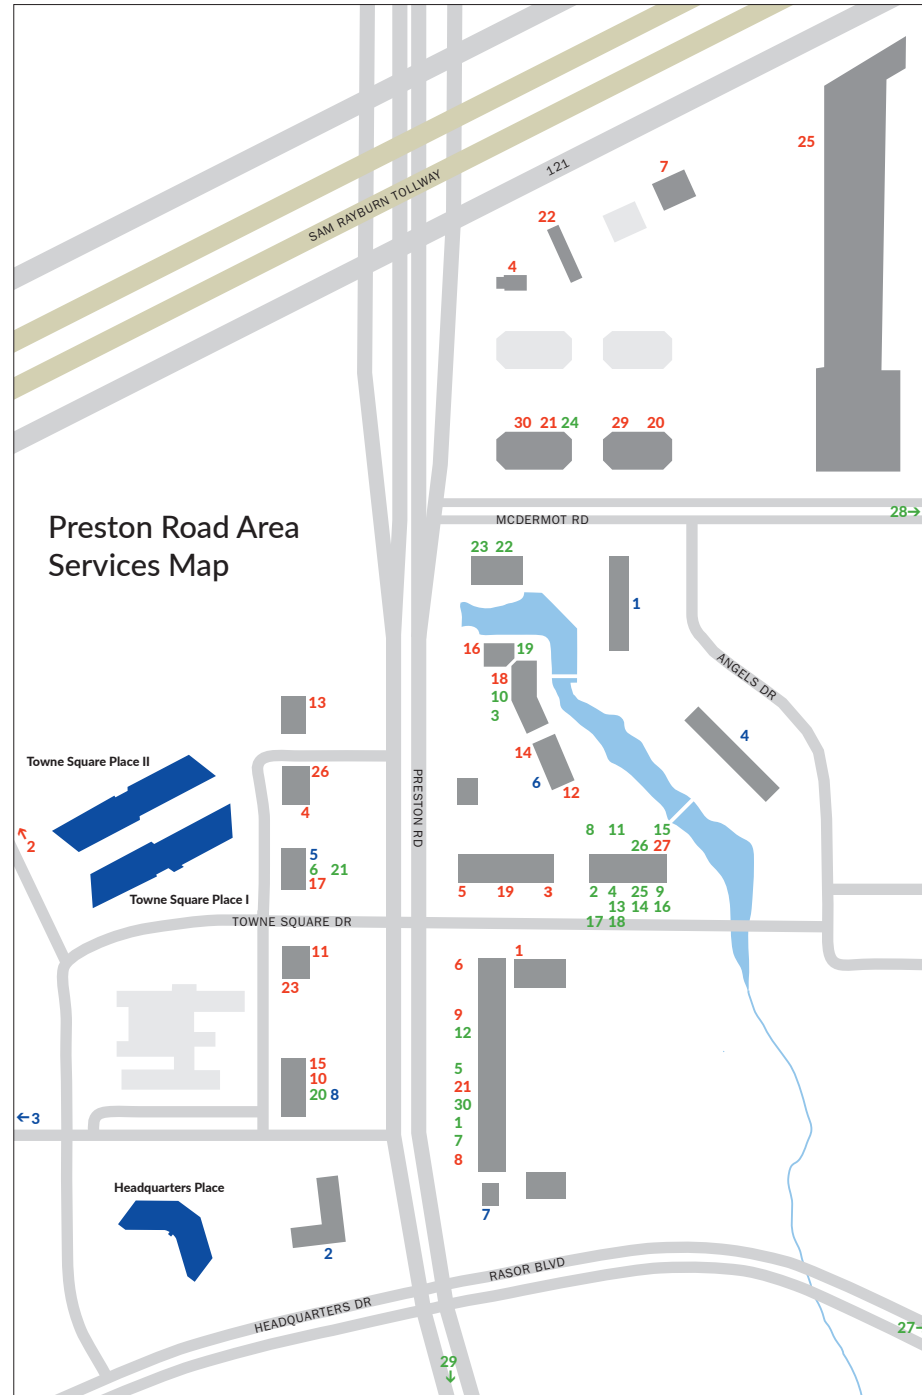 25
7
121
SAM RAYBURN TOLLWAY
22
4
30 21 24
29 20
28→
MCDERMOT RD
Preston Road Area
Services Map
23 22
1
16 19
18
10
3
ANGELS DR
13
4
14
6
12
Towne Square Place II
26
4
PRESTON RD
2
8 11 15
26 27
5
6 21
17
5 19 3
2 4 25 9
13 14 16
17 18
Towne Square Place I
TOWNE SQUARE DR
11
23
1
6
9
12
15
10
20 8
5
21
30
1
7
8
←3
Headquarters Place
7
2
RASOR BLVD
HEADQUARTERS DR
27→
29